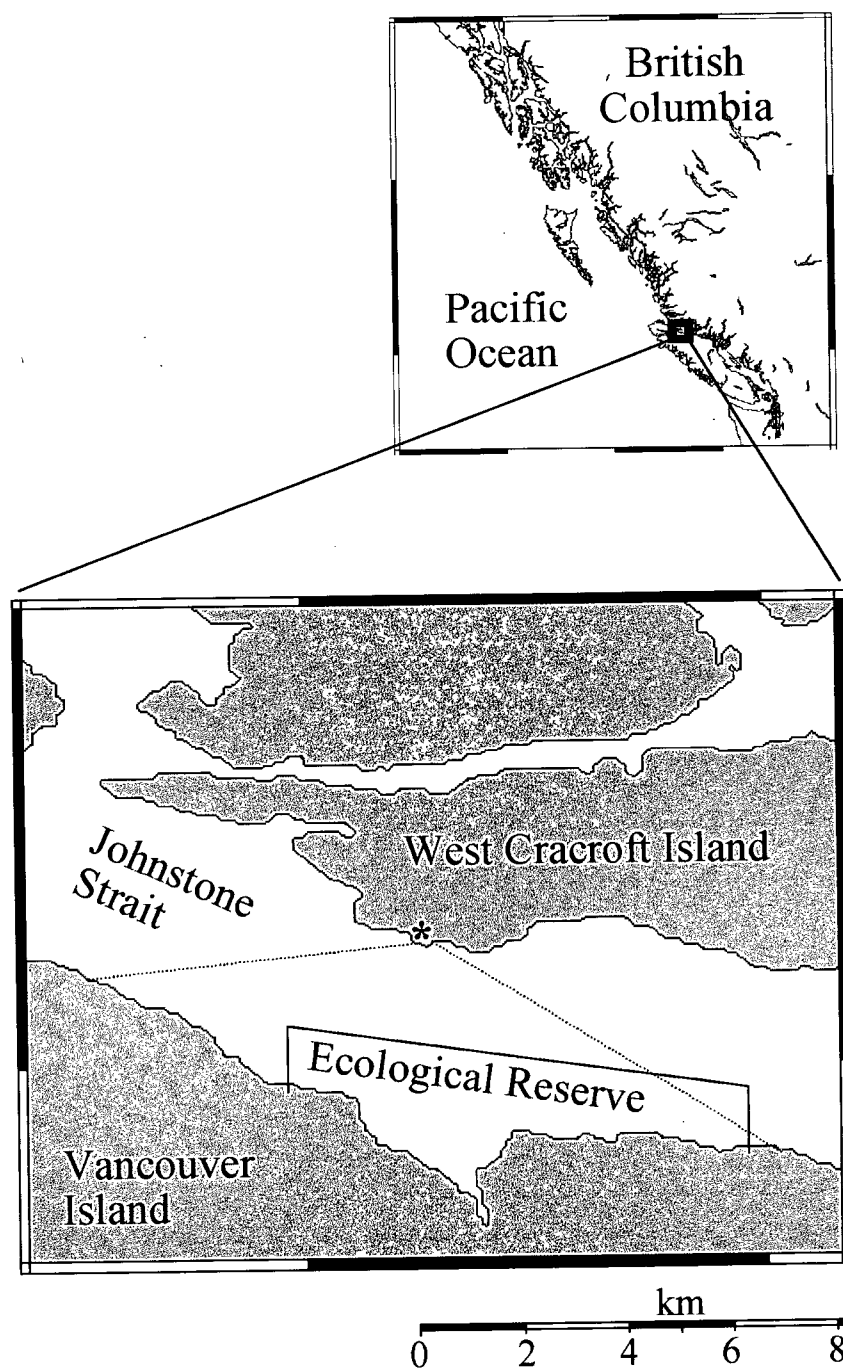 British
Columbia
Pacific
Ocean
West Cracroft Island
Johnstone
Strait
*
Ecological Reserve
Vancouver
Island
km
0 2 4 6 8